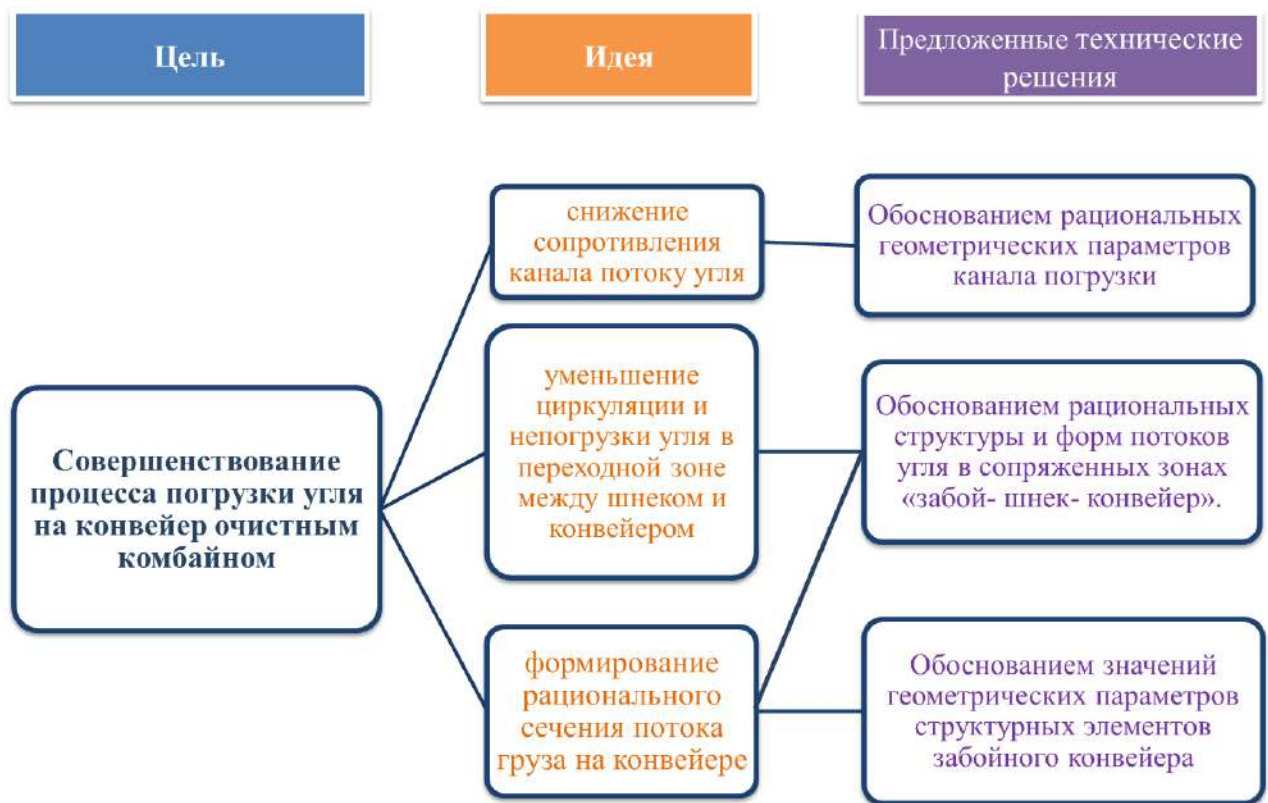 Цель
Идея
Предложенные технические
решения
снижение
сопротивления
канала потоку угля
Обоснованием рациональных
геометрических параметров
канала погрузки
Совершенствование
процесса погрузки угля
на конвейер очистным
комбайном
уменьшение
циркуляции и
непогрузки угля в
переходной зоне
между шнеком и
конвейером
Обоснованием рациональных
структуры и форм потоков
угля в сопряженных зонах
«забой- шнек- конвейер».
формирование
рационального
сечения потока
груза на конвейере
Обоснованием значений
геометрических параметров
структурных элементов
забойного конвейера